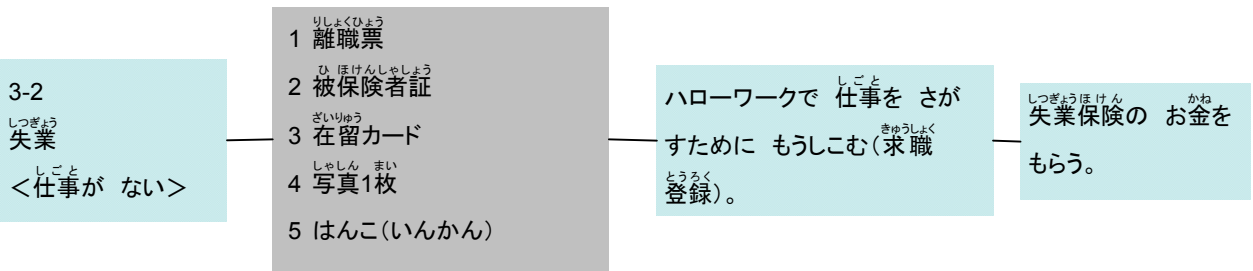 3-2
失業
＜仕事が ない＞
1 離職票
2 被保険者証
3 在留カード
4 写真1枚
5 はんこ（いんかん）
ハローワークで 仕事を さが
すために もうしこむ（求職
登録）。
失業保険の お金を
もらう。